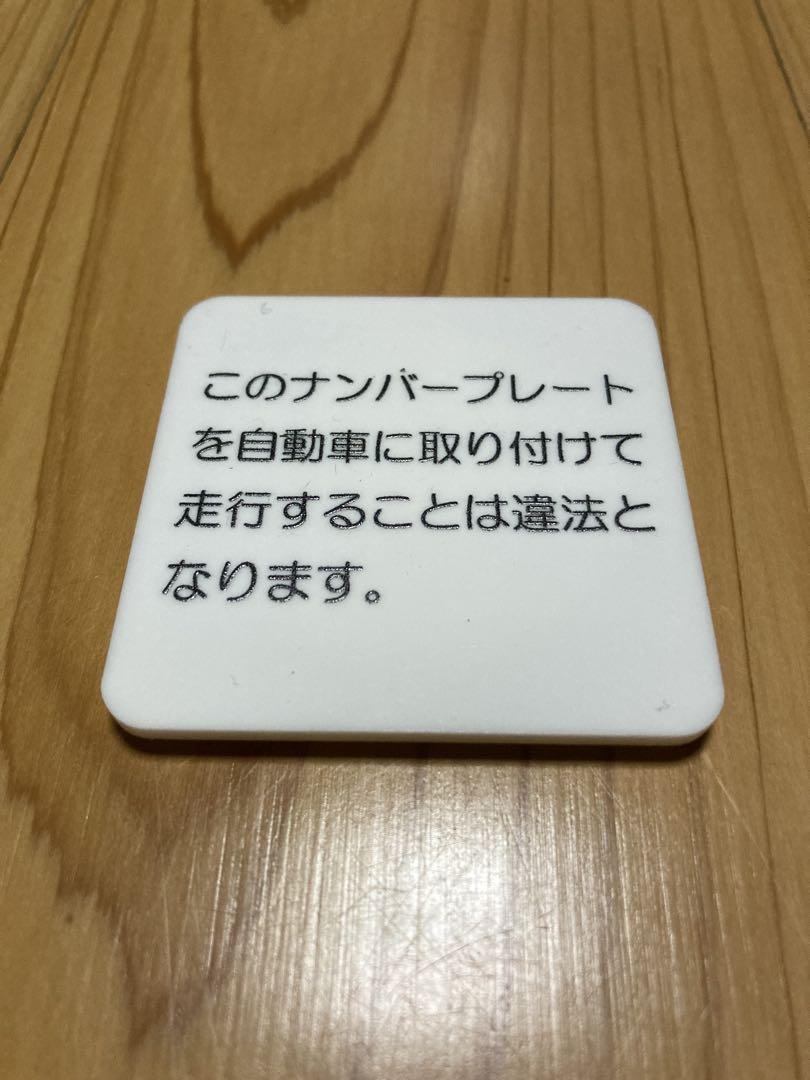 このナンバープレート
を自動車に取り付けて
走行することは違法と
なります。